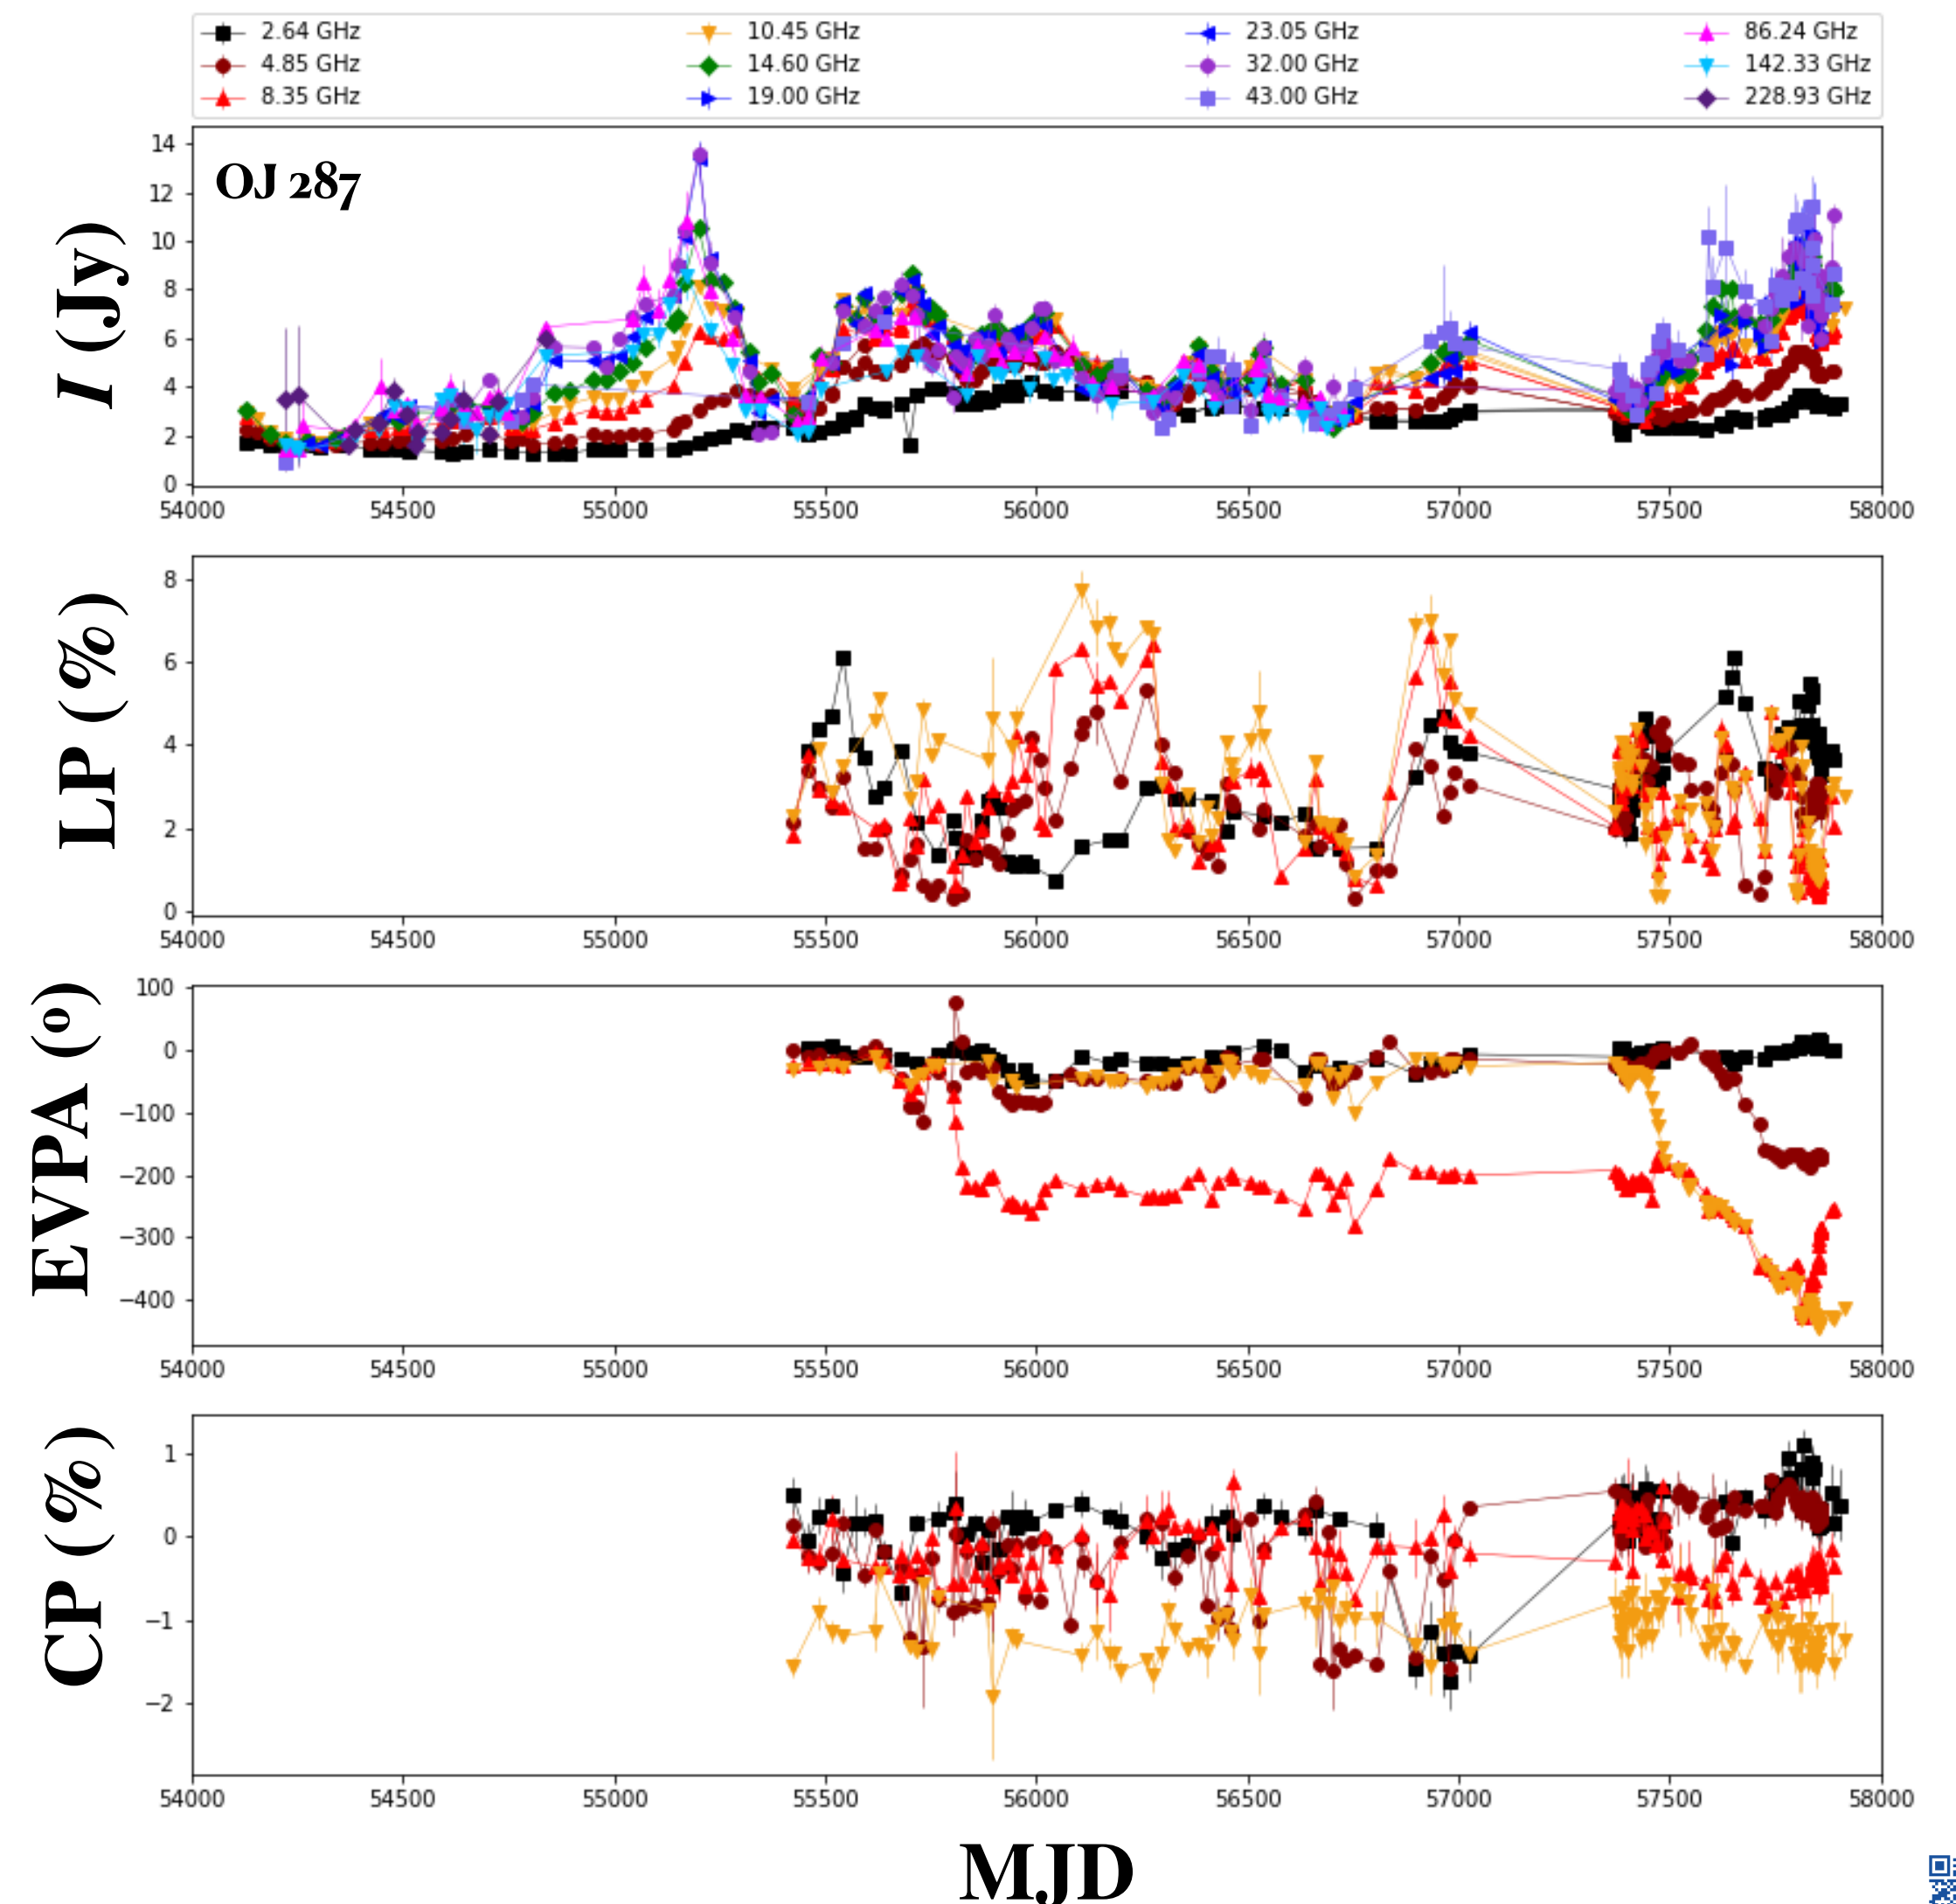 2.64 GHz 10.45 GHz 23.05 GHz 86.24 GHz
4.85 GHz 14.60 GHz 32.00 GHz 142.33 GHz
8.35 GHz 19.00 GHz 43.00 GHz 228.93 GHz
OJ 287
I (Jy)
14
12
10
8
6
4
2
0
54000 54500 55000 55500 56000 56500 57000 57500 58000
LP (%)
8
6
4
2
0
54000 54500 55000 55500 56000 56500 57000 57500 58000
EVPA (º)
100
0
−100
−200
−300
−400
54000 54500 55000 55500 56000 56500 57000 57500 58000
CP (%)
1
0
−1
−2
54000 54500 55000 55500 56000 56500 57000 57500 58000
MJD